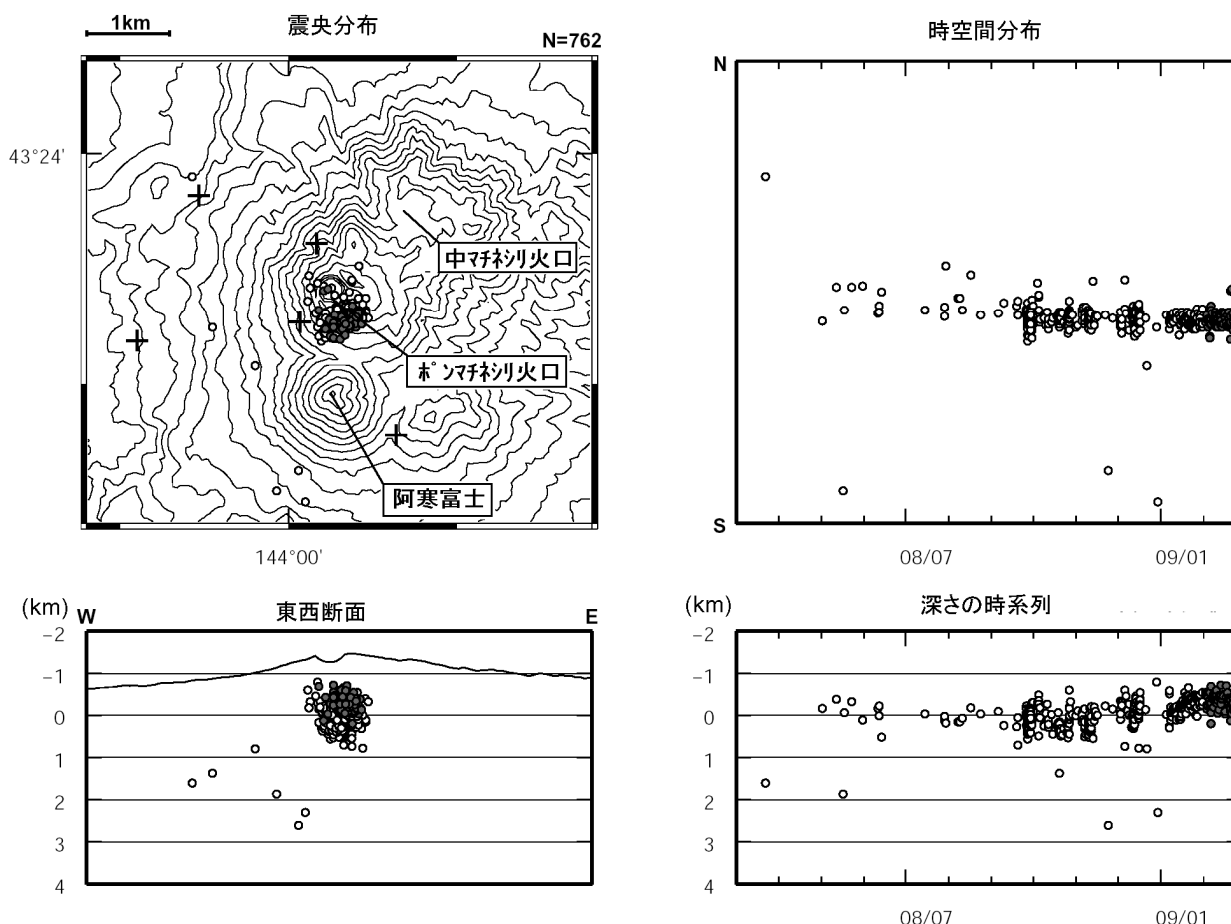 1km
震央分布
N=762
43°24'
中マチネシリ火口
ポンマチネシリ火口
阿寒富士
144°00'
時空間分布
N
S
08/07
09/01
(km)
W
東西断面
E
-2
-1
0
1
2
3
4
(km)
深さの時系列
-2
-1
0
1
2
3
4
08/07
09/01